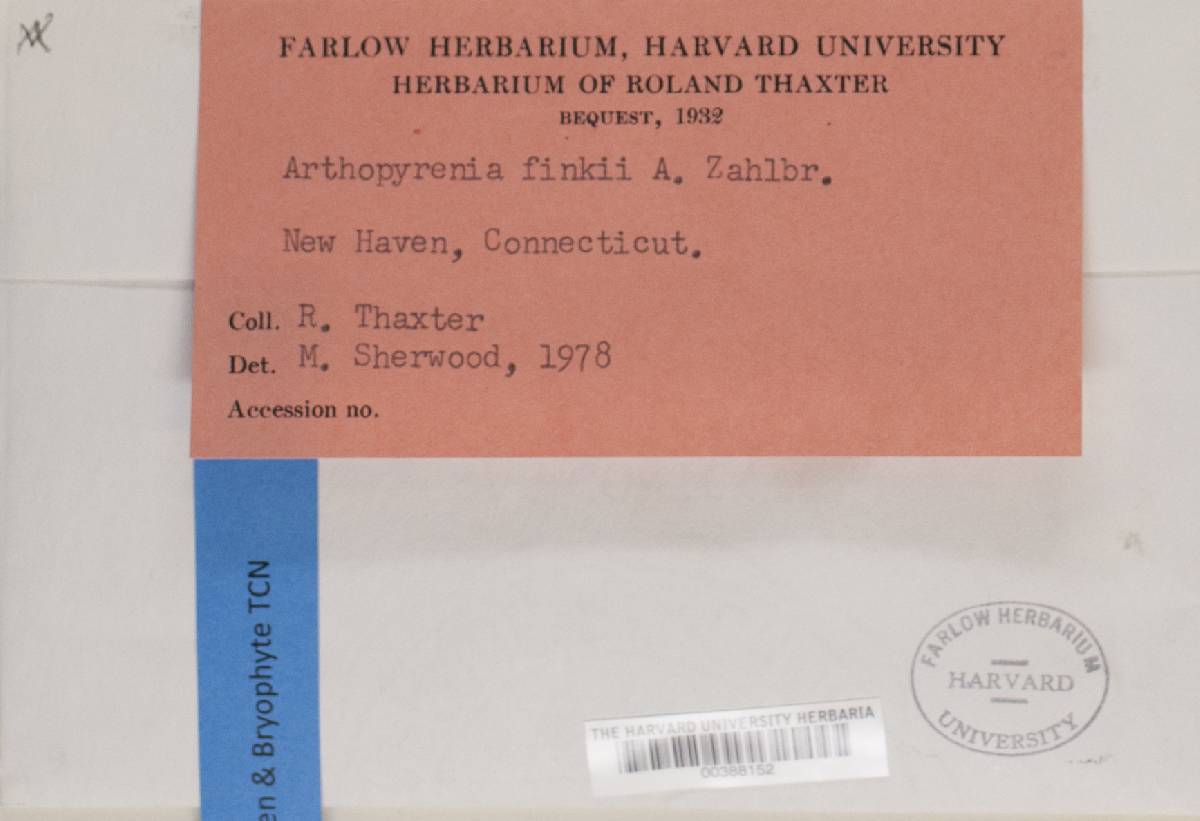 FARLOW HERBARIUM, HARVARD UNIVERSITY
HERBARIUM OF ROLAND THAXTER
BEQUEST, 1932
Arthopyrenia finkii A. Zahlbr.
New Haven, Connecticut.
Coll. R. Thaxter
Det. M. Sherwood, 1978
Accession no.
en & Bryophyte TCN
FARLOW HERBARIUM
HARVARD
UNIVERSITY
THE HARVARD UNIVERSITY HERBARIA
00388152